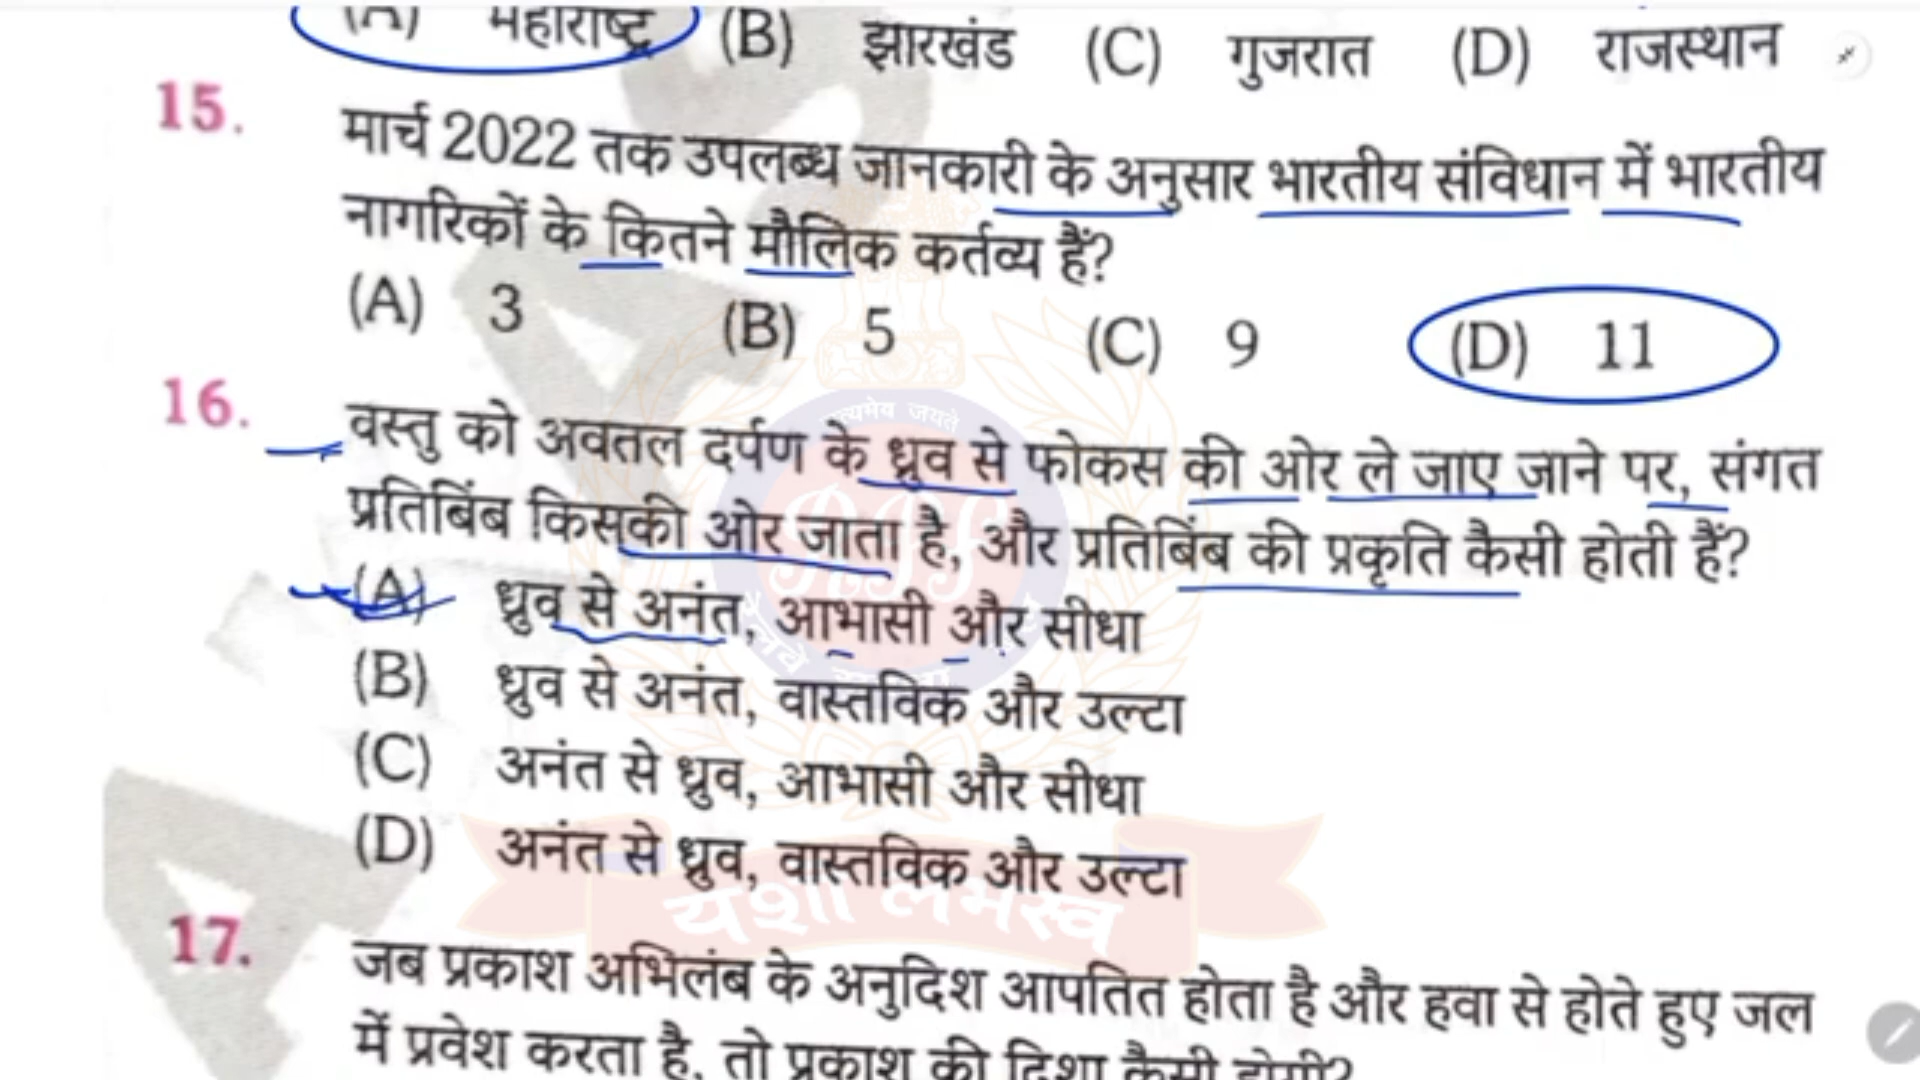 (A) महाराष्ट्र (B) झारखंड (C) गुजरात (D) राजस्थान
15. मार्च 2022 तक उपलब्ध जानकारी के अनुसार भारतीय संविधान में भारतीय
नागरिकों के कितने मौलिक कर्तव्य हैं?
(A) 3 (B) 5 (C) 9 (D) 11
16. वस्तु को अवतल दर्पण के ध्रुव से फोकस की ओर ले जाए जाने पर, संगत
प्रतिबिंब किसकी ओर जाता है, और प्रतिबिंब की प्रकृति कैसी होती हैं?
(A) ध्रुव से अनंत, आभासी और सीधा
(B) ध्रुव से अनंत, वास्तविक और उल्टा
(C) अनंत से ध्रुव, आभासी और सीधा
(D) अनंत से ध्रुव, वास्तविक और उल्टा
यशो लभस्व
17. जब प्रकाश अभिलंब के अनुदिश आपतित होता है और हवा से होते हुए जल
में प्रवेश करता है, तो प्रकाश की दिशा कैसी होगी?